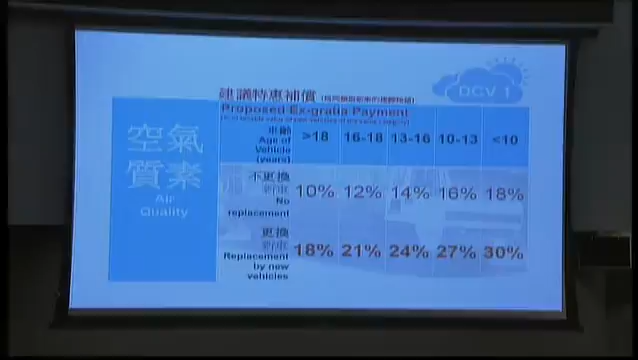 DCV 1
建議特惠補償
Proposed Ex-gratia Payment
空氣
質素
Air
Quality
車齡
Age of
Vehicle
(years)
>18 16-18 13-16 10-13 <10
不更換
新車
No
replacement
10% 12% 14% 16% 18%
更換
新車
Replacement
by new
vehicles
18% 21% 24% 27% 30%